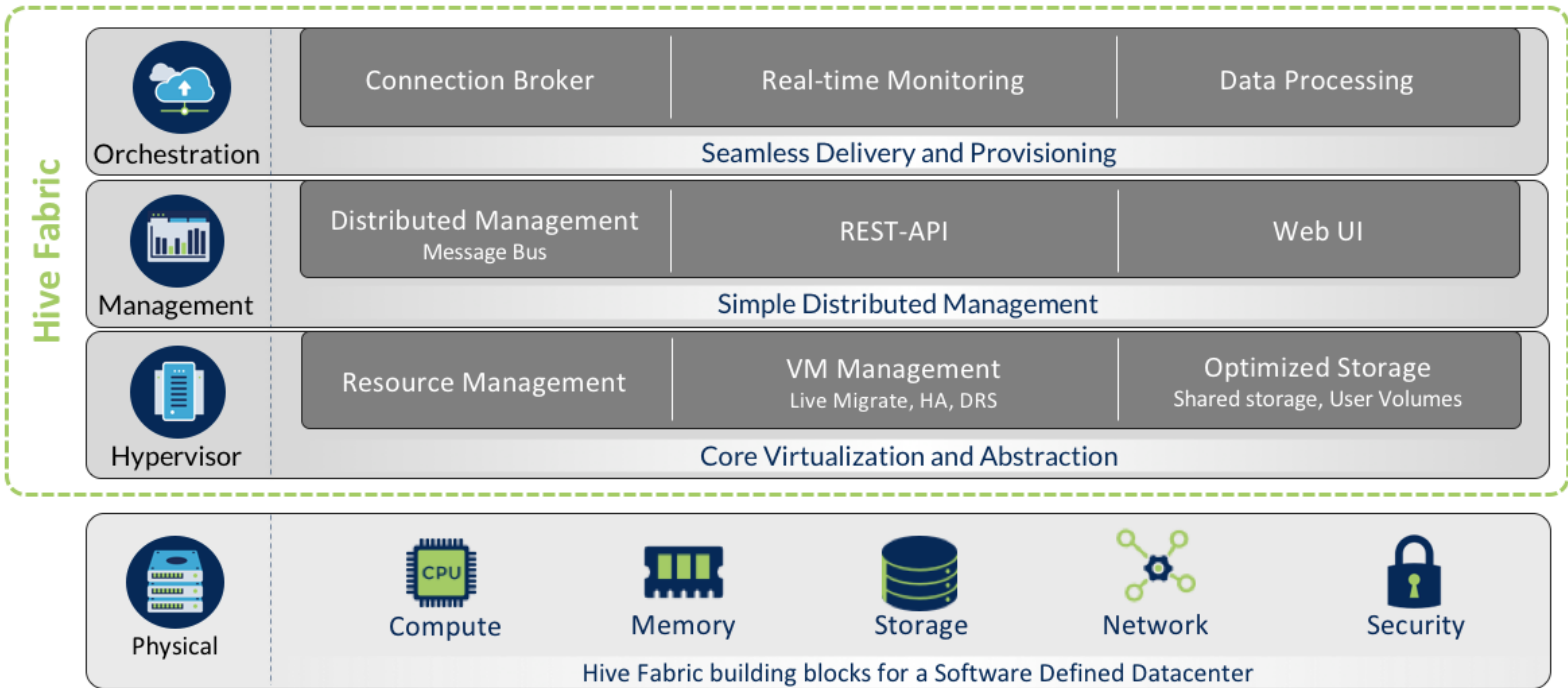 Hive Fabric
Orchestration
Connection Broker
Real-time Monitoring
Data Processing
Seamless Delivery and Provisioning
Management
Distributed Management
Message Bus
REST-API
Web UI
Simple Distributed Management
Hypervisor
Resource Management
VM Management
Live Migrate, HA, DRS
Optimized Storage
Shared storage, User Volumes
Core Virtualization and Abstraction
Physical
CPU
Compute
Memory
Storage
Network
Security
Hive Fabric building blocks for a Software Defined Datacenter